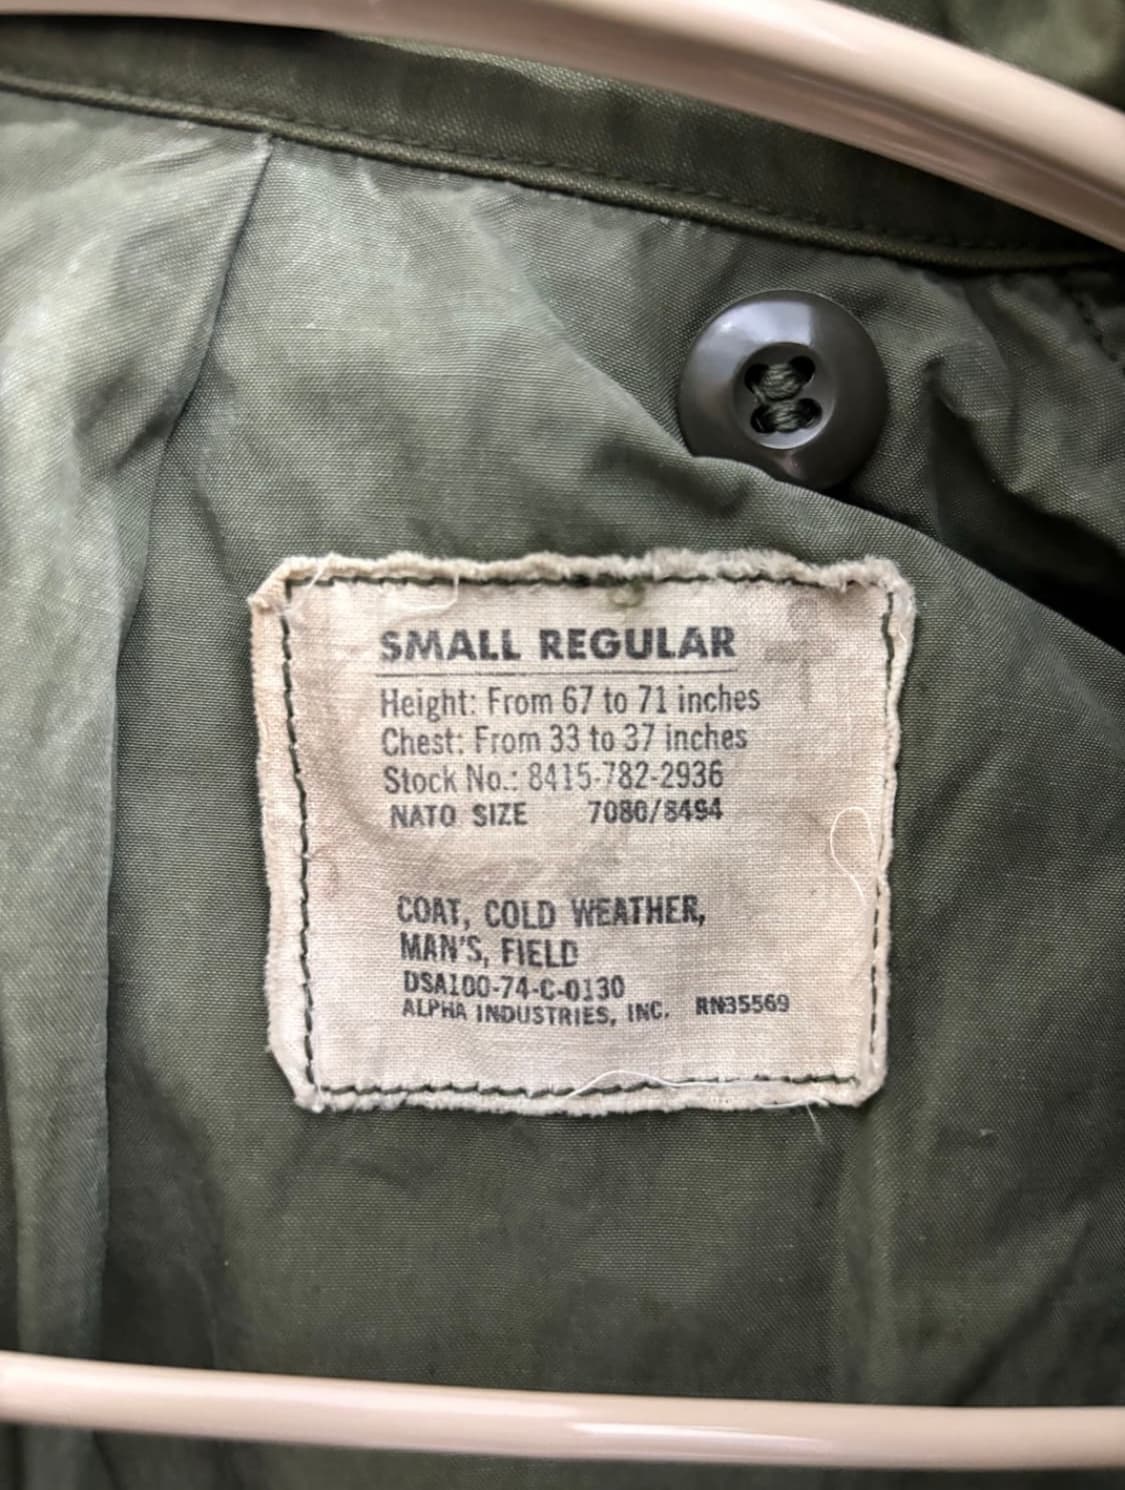 SMALL REGULAR
Height: From 67 to 71 inches
Chest: From 33 to 37 inches
Stock No.: 8415-782-2936
NATO SIZE 7080/8494
COAT, COLD WEATHER,
MAN'S, FIELD
DSA100-74-C-0130
ALPHA INDUSTRIES, INC. RN35569